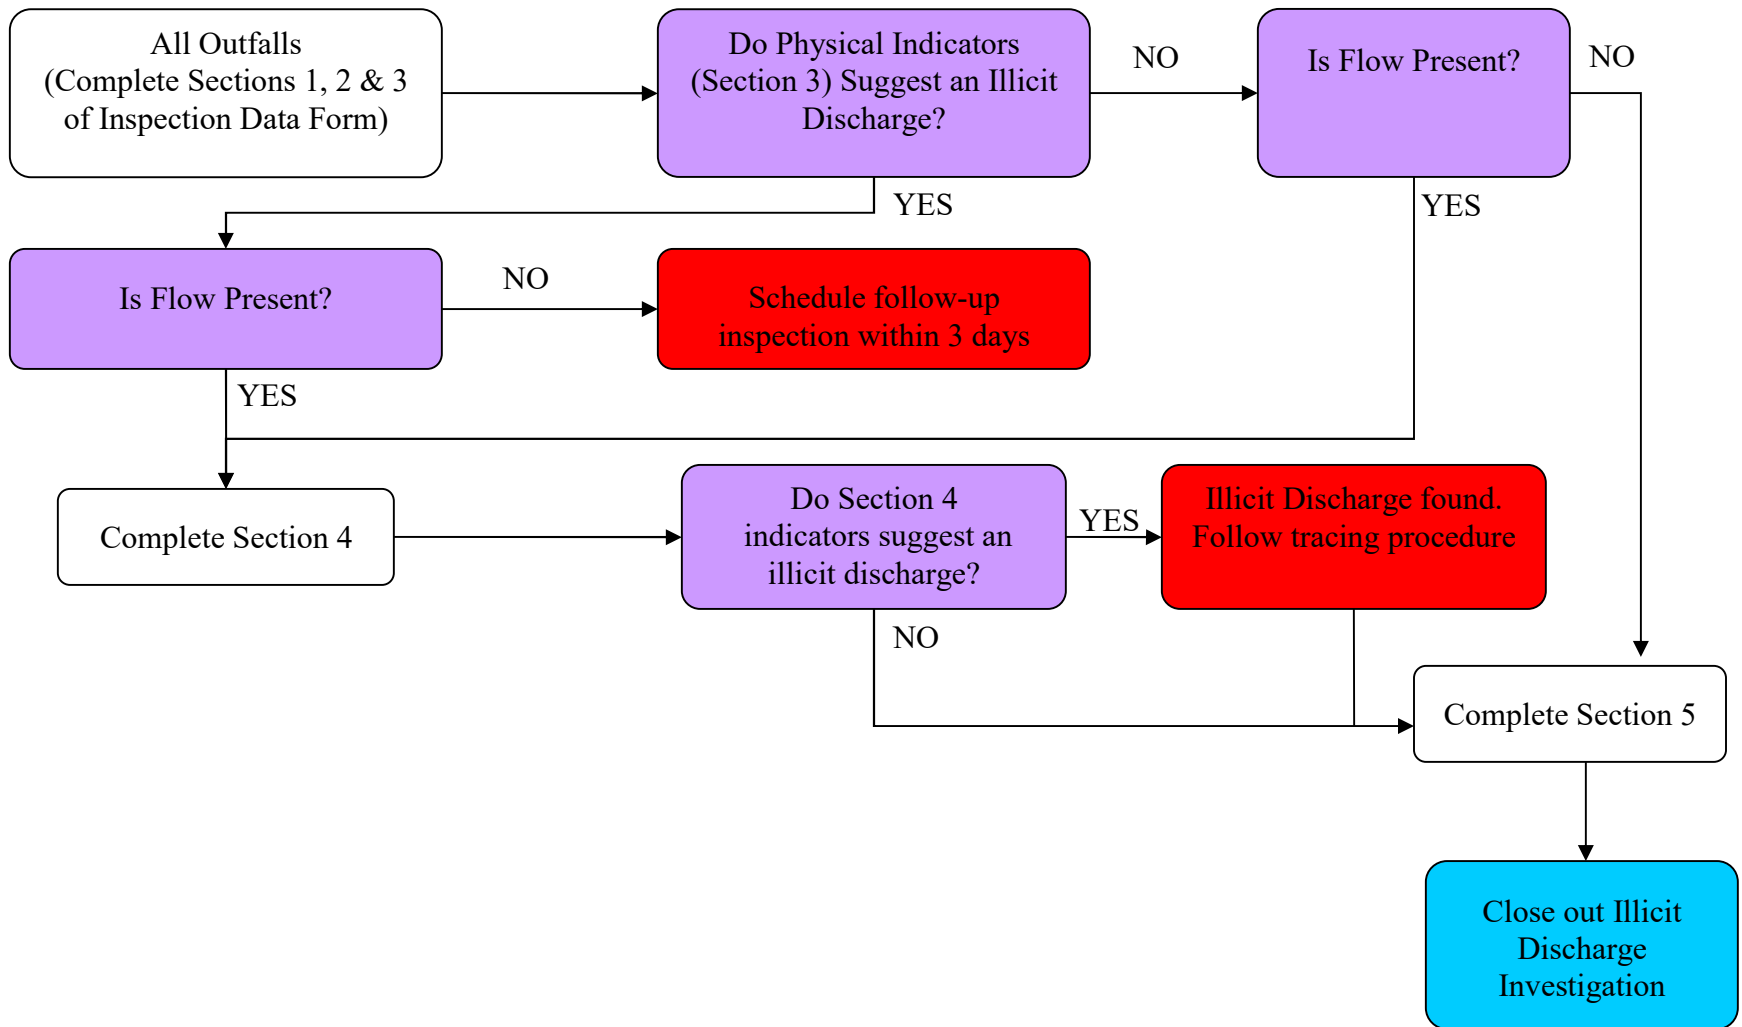 All Outfalls
(Complete Sections 1, 2 & 3
of Inspection Data Form)
Do Physical Indicators
(Section 3) Suggest an Illicit
Discharge?
NO
Is Flow Present?
NO
YES
YES
Is Flow Present?
NO
Schedule follow-up
inspection within 3 days
YES
Complete Section 4
Do Section 4
indicators suggest an
illicit discharge?
YES
Illicit Discharge found.
Follow tracing procedure
NO
Complete Section 5
Close out Illicit
Discharge
Investigation